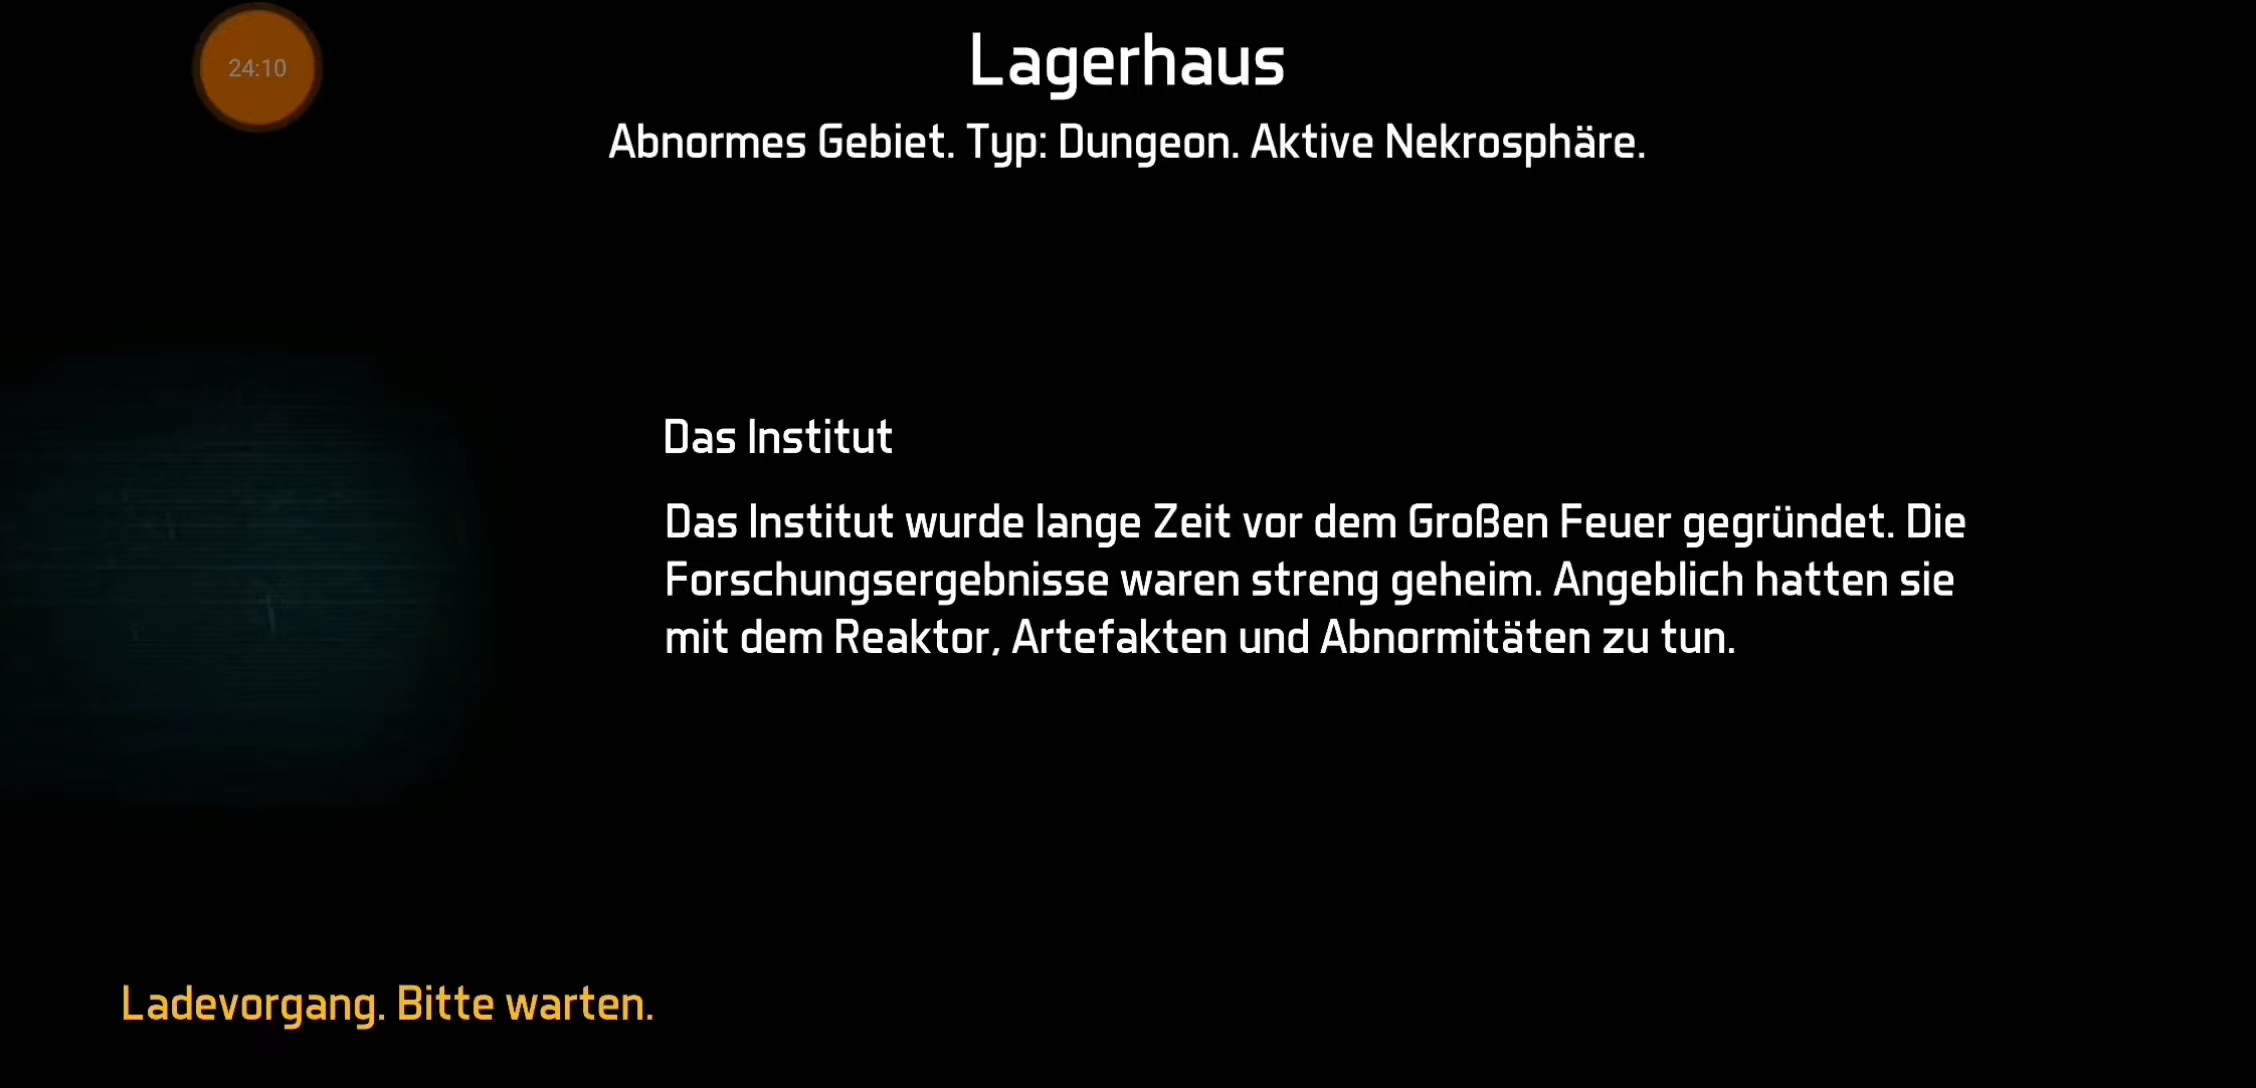 24:10
Lagerhaus
Abnormes Gebiet. Typ: Dungeon. Aktive Nekrosphäre.
Das Institut
Das Institut wurde lange Zeit vor dem Großen Feuer gegründet. Die
Forschungsergebnisse waren streng geheim. Angeblich hatten sie
mit dem Reaktor, Artefakten und Abnormitäten zu tun.
Ladevorgang. Bitte warten.